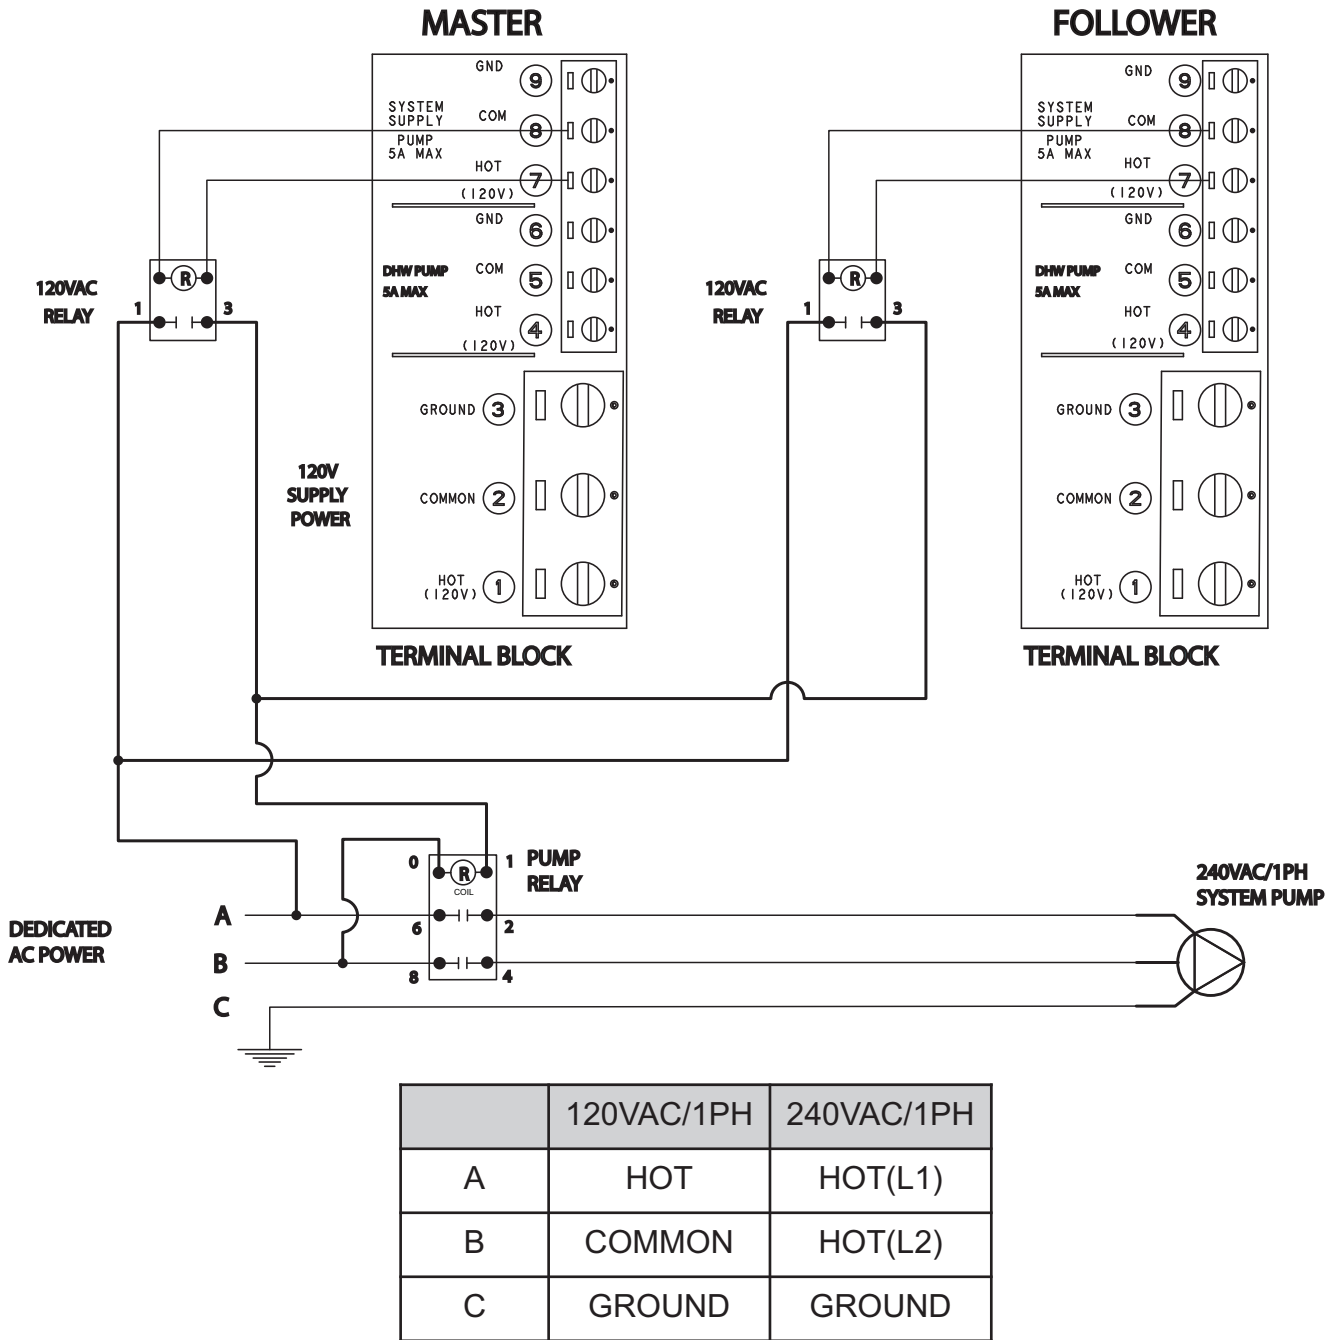 MASTER
GND 9
SYSTEM
SUPPLY
PUMP
5A MAX
COM 8
HOT 7
(120V)
GND 6
DHW PUMP
5A MAX
COM 5
HOT 4
(120V)
GROUND 3
COMMON 2
HOT
(120V) 1
TERMINAL BLOCK
120V
SUPPLY
POWER
120VAC
RELAY
R
1 3
FOLLOWER
GND 9
SYSTEM
SUPPLY
PUMP
5A MAX
COM 8
HOT 7
(120V)
GND 6
DHW PUMP
5A MAX
COM 5
HOT 4
(120V)
GROUND 3
COMMON 2
HOT
(120V) 1
TERMINAL BLOCK
120VAC
RELAY
R
1 3
0 R 1
COIL
PUMP
RELAY
6 2
8 4
DEDICATED
AC POWER
A
B
C
240VAC/1PH
SYSTEM PUMP
120VAC/1PH 240VAC/1PH
A HOT HOT(L1)
B COMMON HOT(L2)
C GROUND GROUND